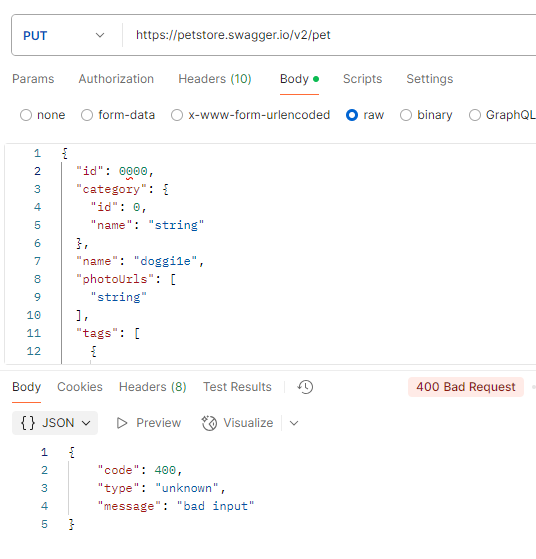 PUT https://petstore.swagger.io/v2/pet
Params Authorization Headers (10) Body Scripts Settings
none form-data x-www-form-urlencoded raw binary GraphQL
1 {
2 "id": 0000,
3 "category": {
4 "id": 0,
5 "name": "string"
6 },
7 "name": "doggi1e",
8 "photoUrls": [
9 "string"
10 ],
11 "tags": [
12 {
Body Cookies Headers (8) Test Results 400 Bad Request
{} JSON Preview Visualize
1 {
2 "code": 400,
3 "type": "unknown",
4 "message": "bad input"
5 }